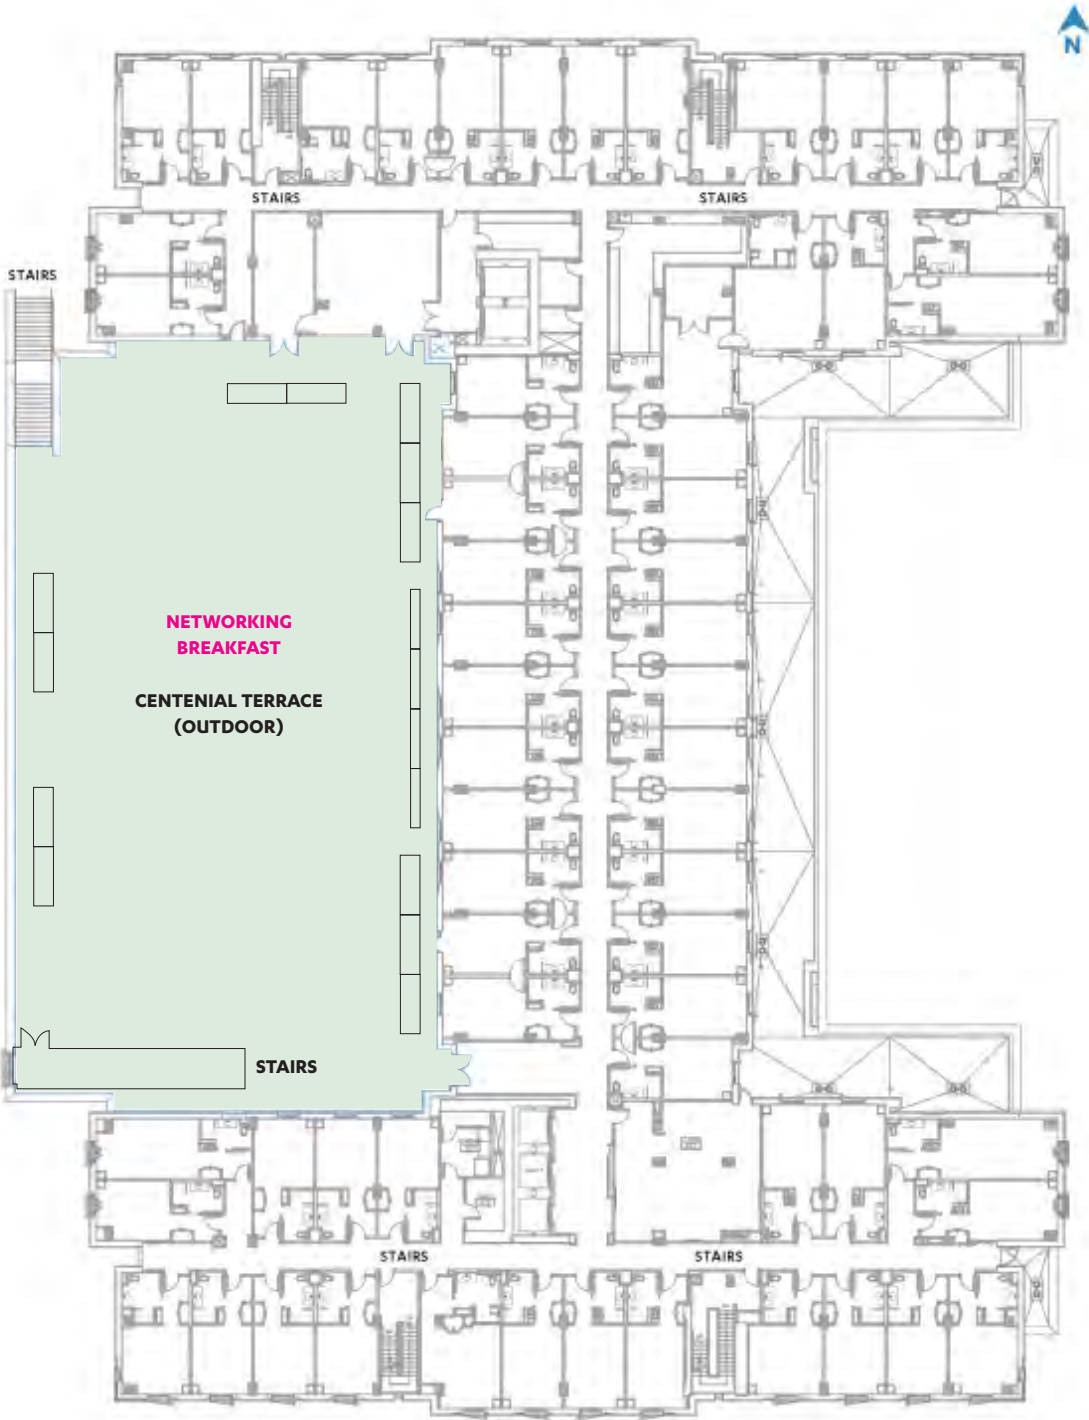 N
STAIRS
STAIRS
STAIRS
NETWORKING
BREAKFAST
CENTENIAL TERRACE
(OUTDOOR)
STAIRS
STAIRS
STAIRS